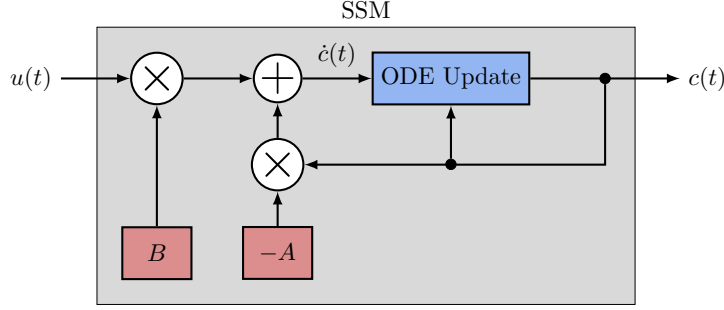 SSM
u(t)
ċ(t)
ODE Update
c(t)
B
−A